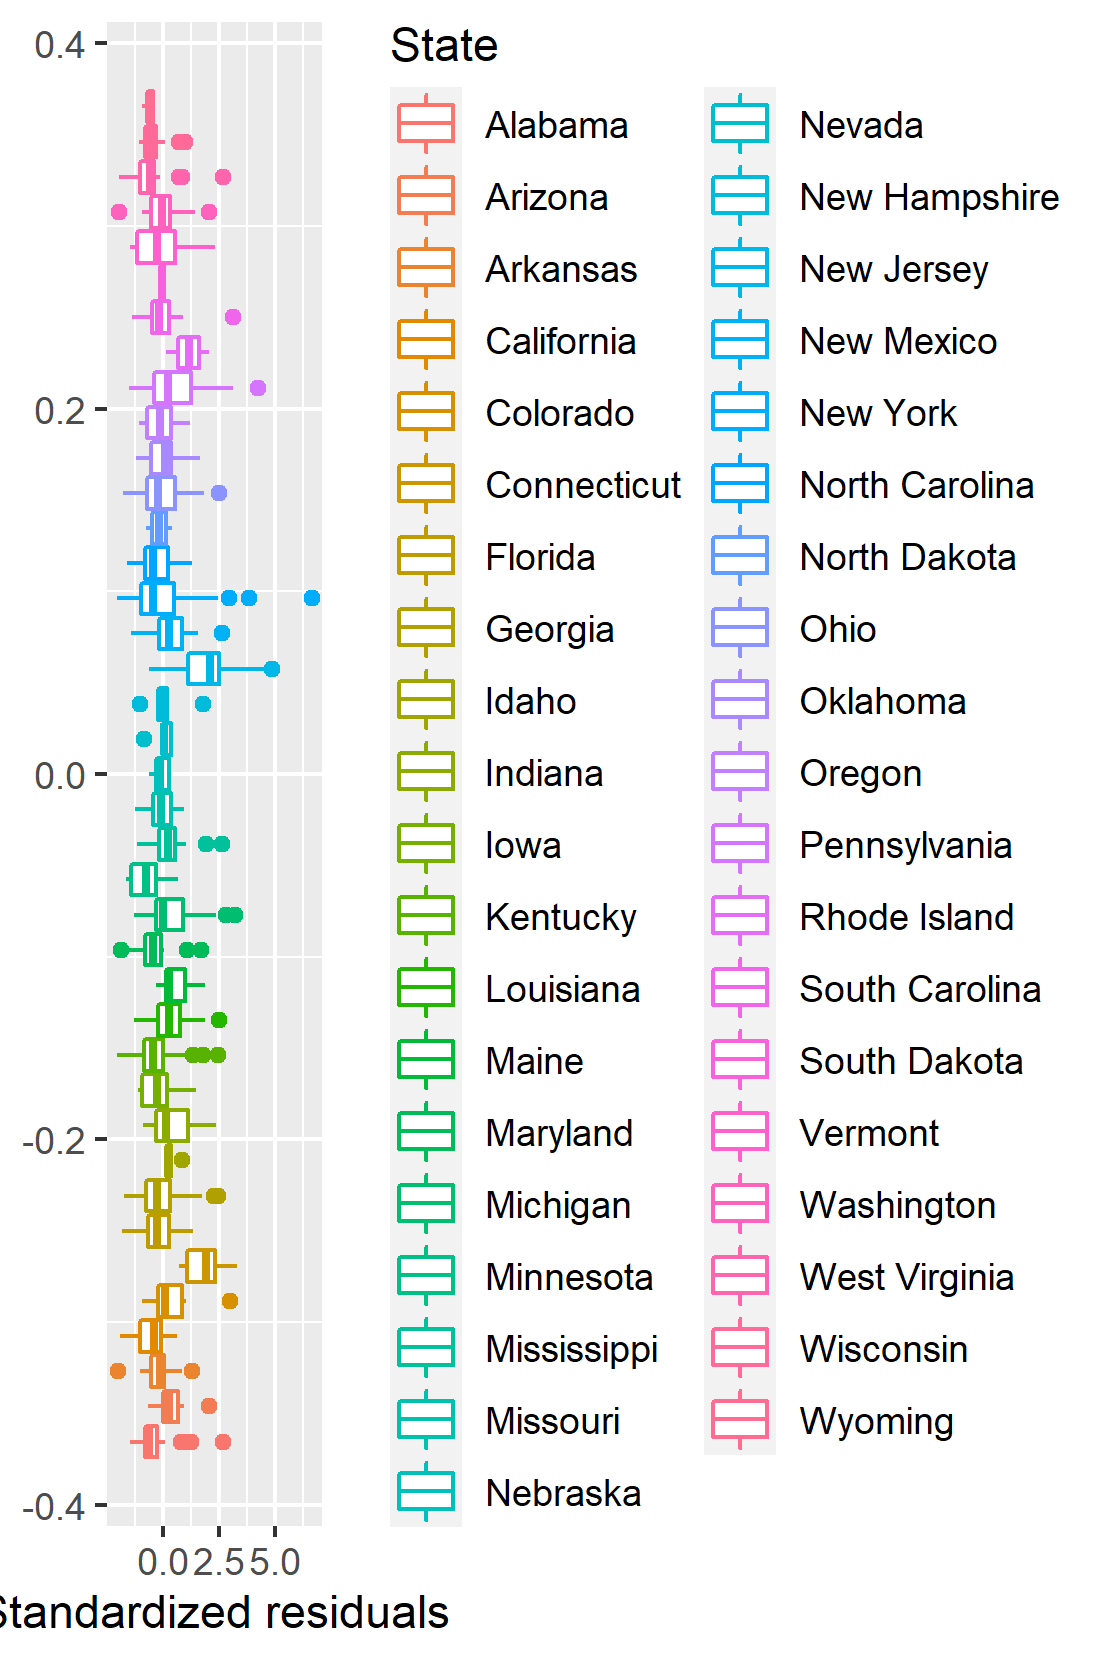 State
0.4
0.2
0.0
-0.2
-0.4
0.0 2.5 5.0
Standardized residuals
Alabama
Arizona
Arkansas
California
Colorado
Connecticut
Florida
Georgia
Idaho
Indiana
Iowa
Kentucky
Louisiana
Maine
Maryland
Michigan
Minnesota
Mississippi
Missouri
Nebraska
Nevada
New Hampshire
New Jersey
New Mexico
New York
North Carolina
North Dakota
Ohio
Oklahoma
Oregon
Pennsylvania
Rhode Island
South Carolina
South Dakota
Vermont
Washington
West Virginia
Wisconsin
Wyoming